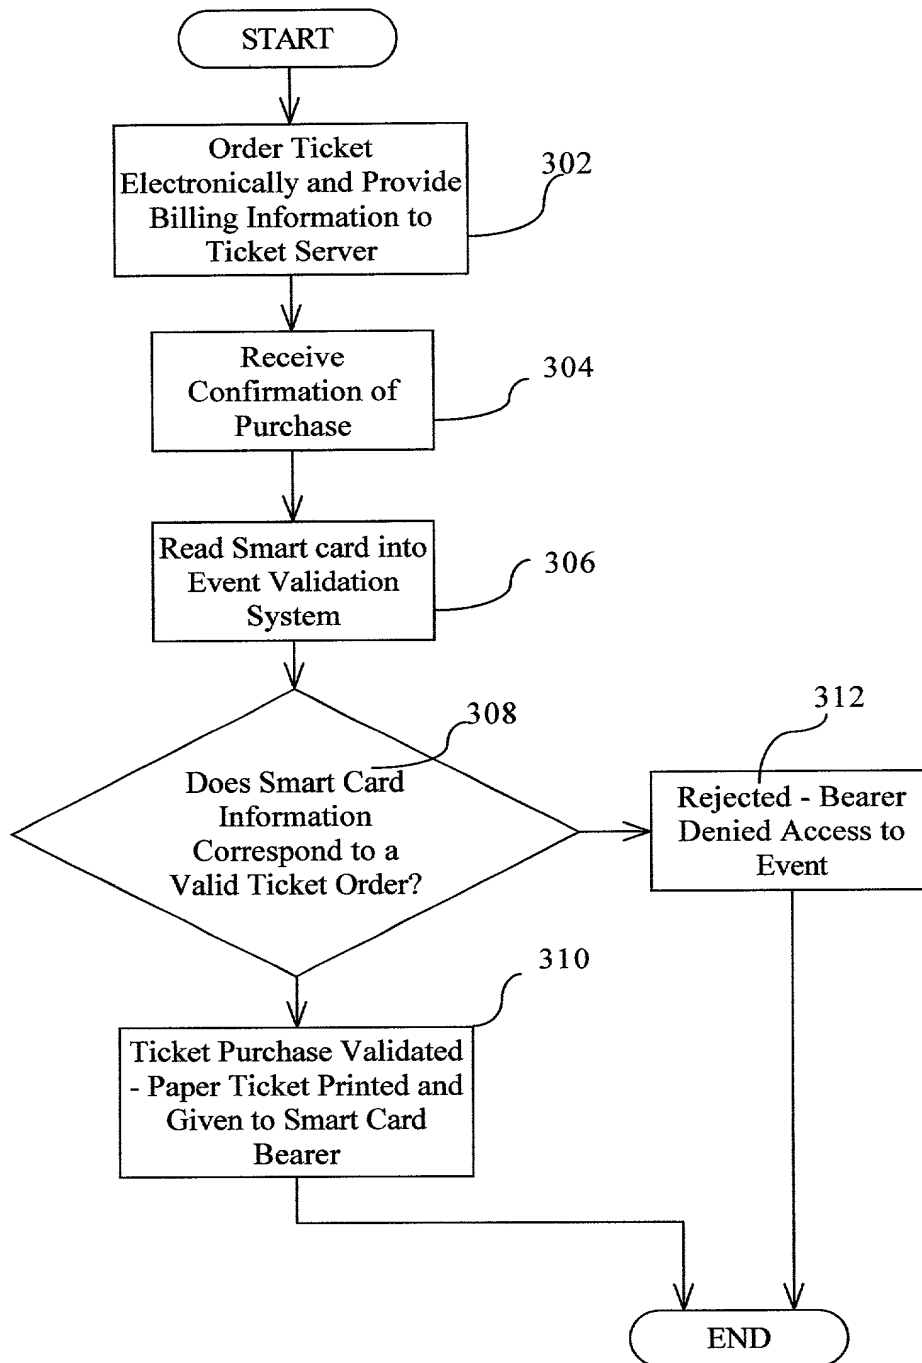 START
Order Ticket
Electronically and Provide
Billing Information to
Ticket Server
302
Receive
Confirmation of
Purchase
304
Read Smart card into
Event Validation
System
306
308
Does Smart Card
Information
Correspond to a
Valid Ticket Order?
312
Rejected - Bearer
Denied Access to
Event
310
Ticket Purchase Validated
- Paper Ticket Printed and
Given to Smart Card
Bearer
END